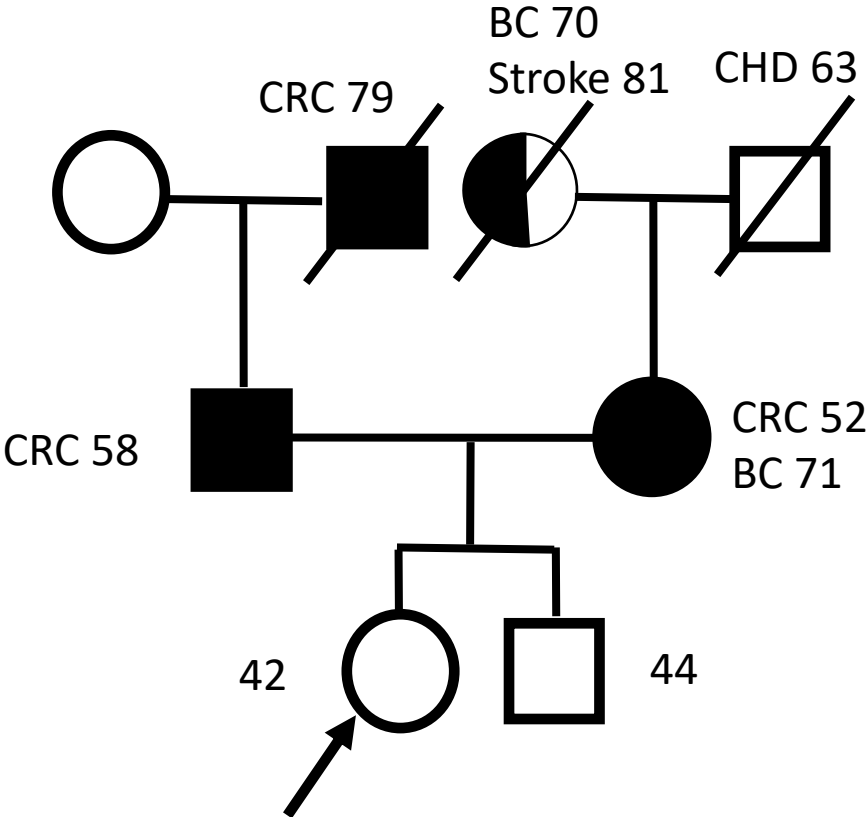 BC 70
Stroke 81
CHD 63
CRC 79
CRC 58
CRC 52
BC 71
42
44